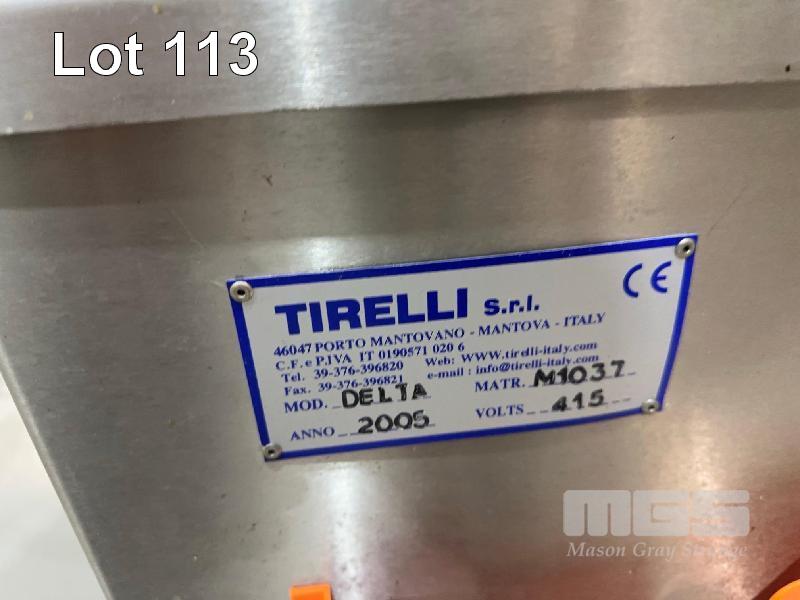 Lot 113
TIRELLI s.r.l. CE
46047 PORTO MANTOVANO - MANTOVA - ITALY
C.F. e P.IVA IT 0190571 020 6 Web: WWW.tirelli-italy.com
Tel. 39-376-396820 e-mail : info@tirelli-italy.com
Fax. 39-376-396821
MOD. DELTA MATR. M1037
ANNO 2005 VOLTS 415
MGS
Mason Gray Strange